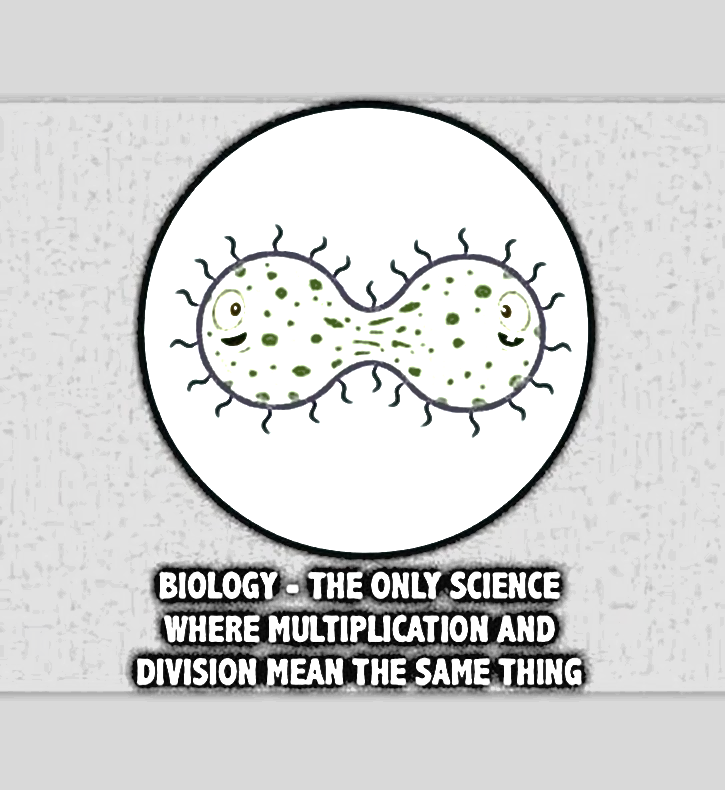 BIOLOGY - THE ONLY SCIENCE
WHERE MULTIPLICATION AND
DIVISION MEAN THE SAME THING